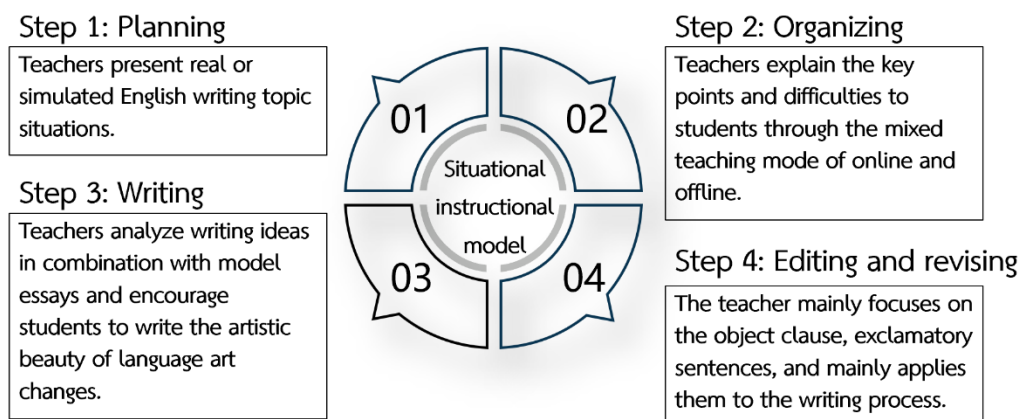 Step 1: Planning
Teachers present real or
simulated English writing topic
situations.
Step 2: Organizing
Teachers explain the key
points and difficulties to
students through the mixed
teaching mode of online and
offline.
01
02
Situational
instructional
model
03
04
Step 3: Writing
Teachers analyze writing ideas
in combination with model
essays and encourage
students to write the artistic
beauty of language art
changes.
Step 4: Editing and revising
The teacher mainly focuses on
the object clause, exclamatory
sentences, and mainly applies
them to the writing process.